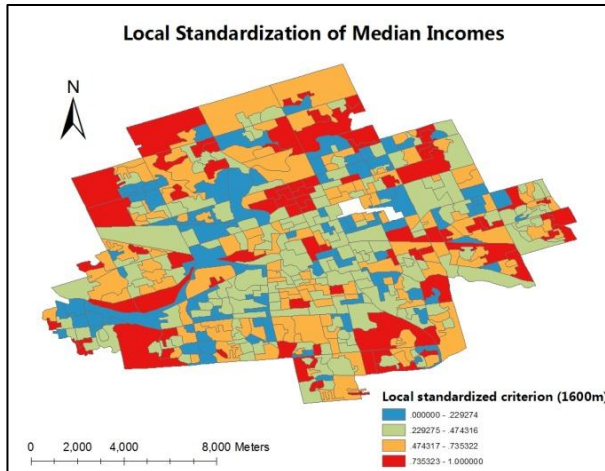 Local Standardization of Median Incomes
N
Local standardized criterion (1600m)
.000000 - .229274
.229275 - .474316
.474317 - .735322
.735323 - 1.000000
0 2,000 4,000 8,000 Meters